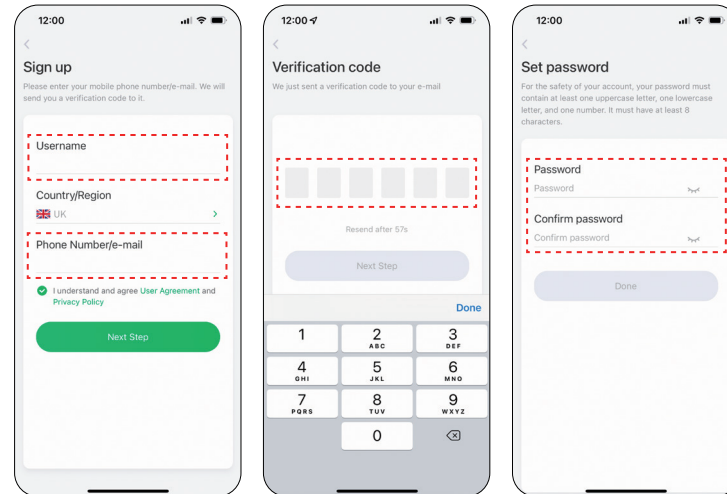 12:00
Sign up
Please enter your mobile phone number/e-mail. We will
send you a verification code to it.
Username
Country/Region
UK
Phone Number/e-mail
I understand and agree User Agreement and
Privacy Policy
Next Step
12:00
Verification code
We just sent a verification code to your e-mail
Resend after 57s
Next Step
Done
1
2
ABC
3
DEF
4
GHI
5
JKL
6
MNO
7
PQRS
8
TUV
9
WXYZ
0
12:00
Set password
For the safety of your account, your password must
contain at least one uppercase letter, one lowercase
letter, and one number. It must have at least 8
characters.
Password
Password
Confirm password
Confirm password
Done